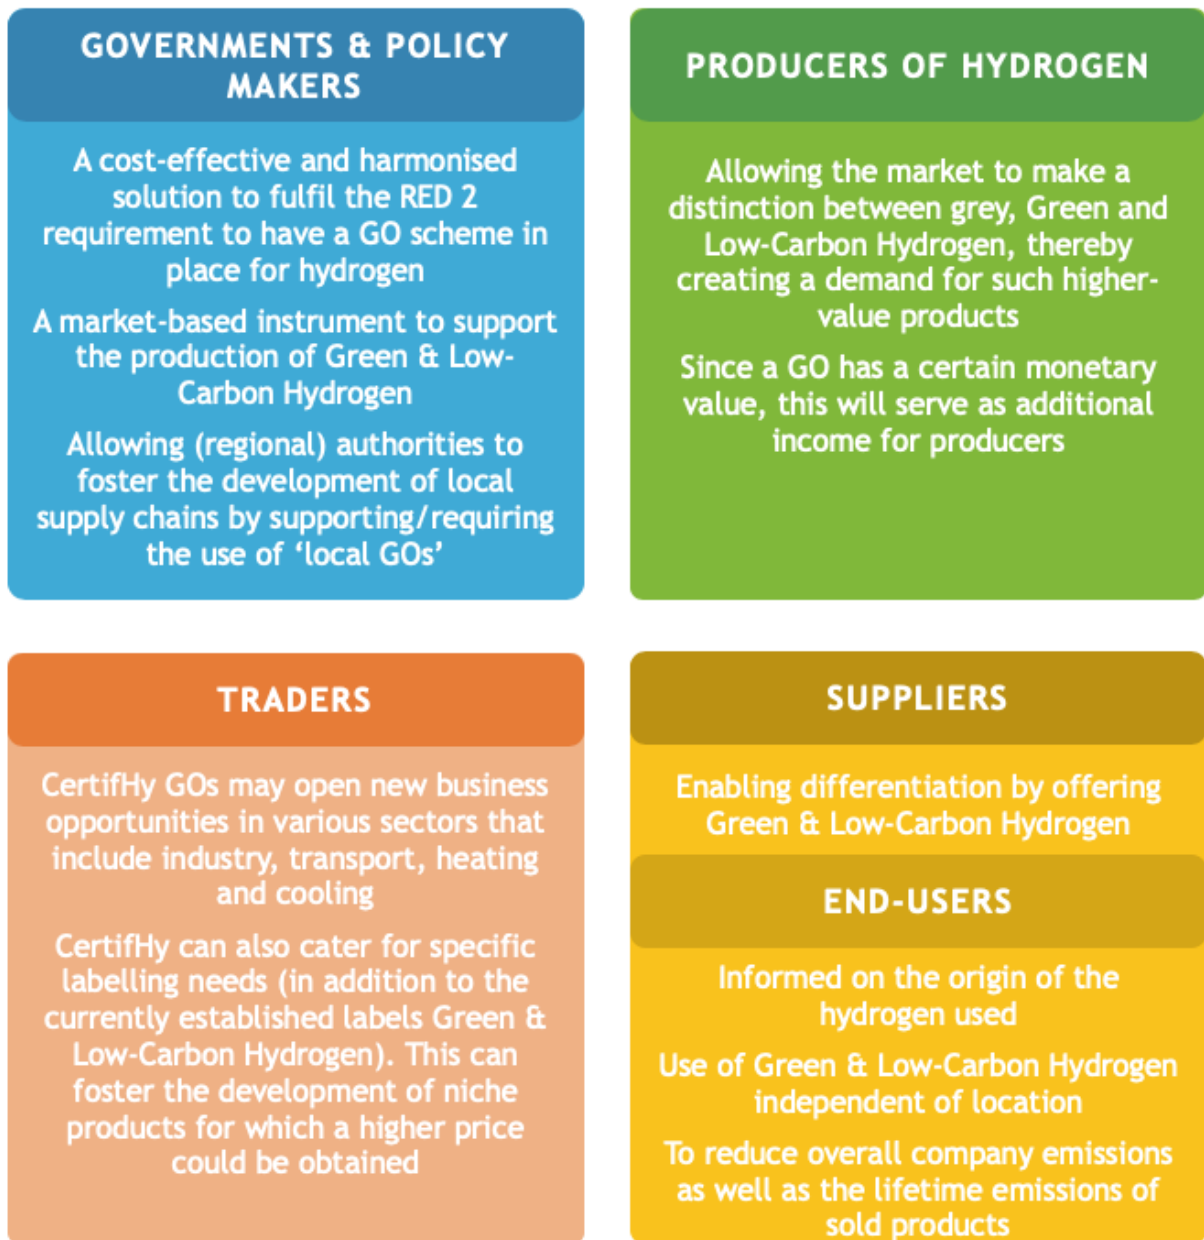 GOVERNMENTS & POLICY
MAKERS
A cost-effective and harmonised
solution to fulfil the RED 2
requirement to have a GO scheme in
place for hydrogen
A market-based instrument to support
the production of Green & Low-
Carbon Hydrogen
Allowing (regional) authorities to
foster the development of local
supply chains by supporting/requiring
the use of ‘local GOs’
PRODUCERS OF HYDROGEN
Allowing the market to make a
distinction between grey, Green and
Low-Carbon Hydrogen, thereby
creating a demand for such higher-
value products
Since a GO has a certain monetary
value, this will serve as additional
income for producers
TRADERS
CertifHy GOs may open new business
opportunities in various sectors that
include industry, transport, heating
and cooling
CertifHy can also cater for specific
labelling needs (in addition to the
currently established labels Green &
Low-Carbon Hydrogen). This can
foster the development of niche
products for which a higher price
could be obtained
SUPPLIERS
Enabling differentiation by offering
Green & Low-Carbon Hydrogen
END-USERS
Informed on the origin of the
hydrogen used
Use of Green & Low-Carbon Hydrogen
independent of location
To reduce overall company emissions
as well as the lifetime emissions of
sold products